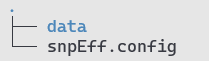 .
├── data
└── snpEff.config